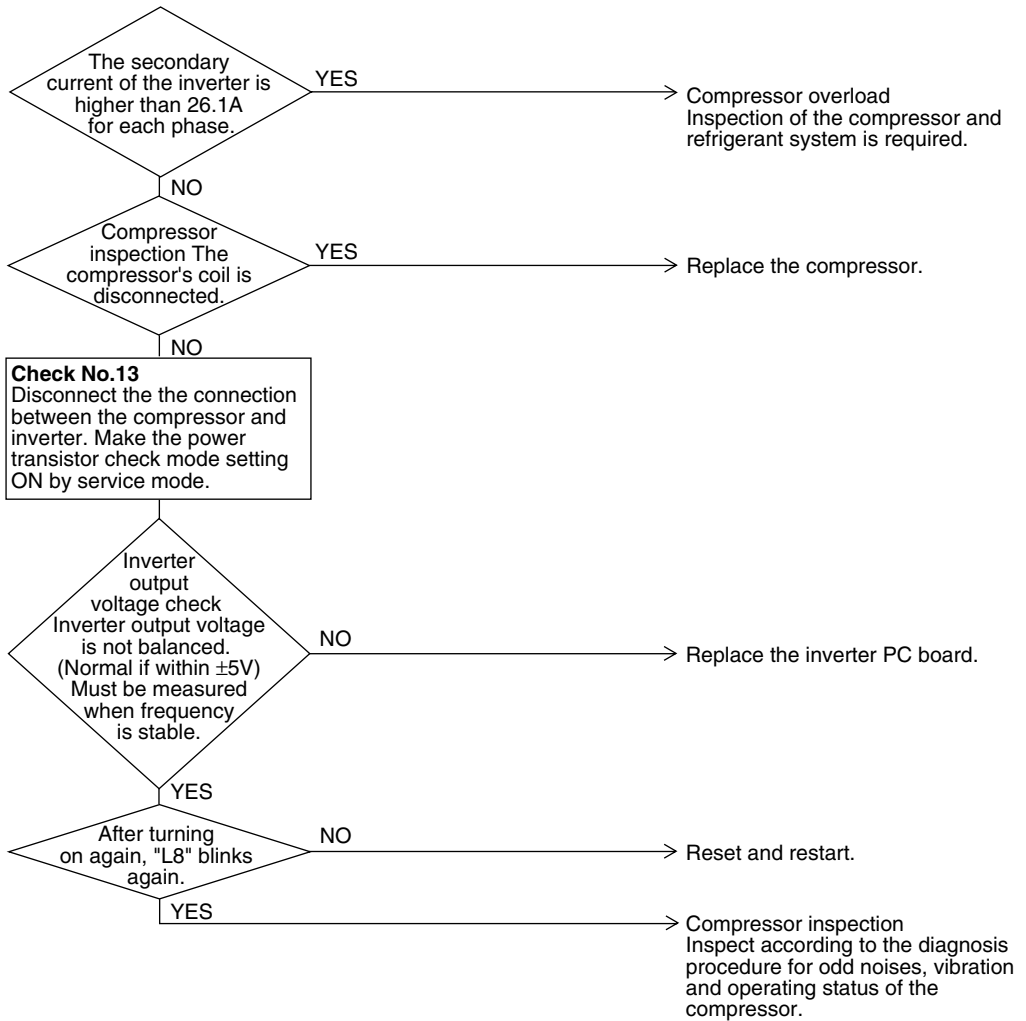 The secondary
current of the inverter is
higher than 26.1A
for each phase.
YES
Compressor overload
Inspection of the compressor and
refrigerant system is required.
NO
Compressor
inspection The
compressor's coil is
disconnected.
YES
Replace the compressor.
NO
Check No.13
Disconnect the the connection
between the compressor and
inverter. Make the power
transistor check mode setting
ON by service mode.
Inverter
output
voltage check
Inverter output voltage
is not balanced.
(Normal if within ±5V)
Must be measured
when frequency
is stable.
NO
Replace the inverter PC board.
YES
After turning
on again, "L8" blinks
again.
NO
Reset and restart.
YES
Compressor inspection
Inspect according to the diagnosis
procedure for odd noises, vibration
and operating status of the
compressor.